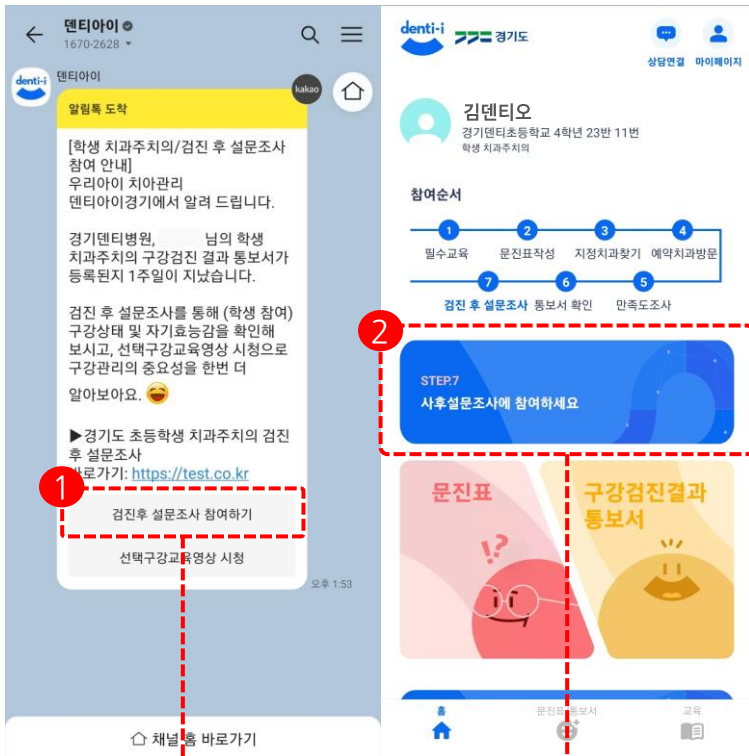 덴티아이
1670-2628
denti-i
덴티아이
kakao
알림톡 도착
[학생 치과주치의/검진 후 설문조사
참여 안내]
우리아이 치아관리
덴티아이경기에서 알려 드립니다.
경기덴티병원, 님의 학생
치과주치의 구강검진 결과 통보서가
등록된지 1주일이 지났습니다.
검진 후 설문조사를 통해 (학생 참여)
구강상태 및 자기효능감을 확인해
보시고, 선택구강교육영상 시청으로
구강관리의 중요성을 한번 더
알아보아요.
▶경기도 초등학생 치과주치의 검진
후 설문조사
바로가기: https://test.co.kr
1
검진후 설문조사 참여하기
선택구강교육영상 시청
오후 1:53
채널 홈 바로가기
denti-i 경기도
상담연결 마이페이지
김덴티오
경기덴티초등학교 4학년 23반 11번
학생 치과주치의
참여순서
1 2 3 4
필수교육 문진표작성 지정치과찾기 예약치과방문
7 6 5
검진 후 설문조사 통보서 확인 만족도조사
2
STEP.7
사후설문조사에 참여하세요
문진표
!?
구강검진결과
통보서
홈 문진표 통보서 교육